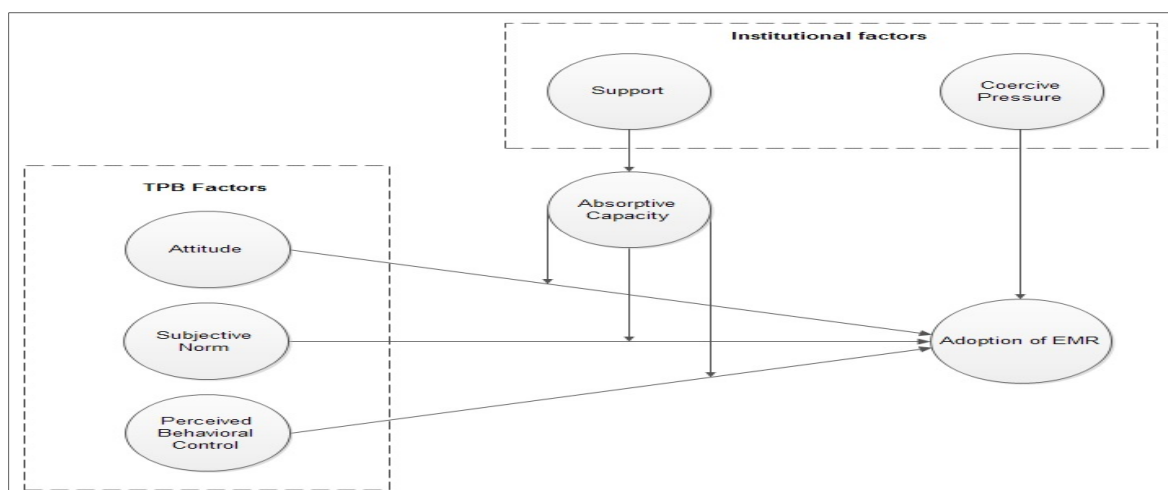 Institutional factors
Support
Coercive
Pressure
TPB Factors
Absorptive
Capacity
Attitude
Subjective
Norm
Adoption of EMR
Perceived
Behavioral
Control